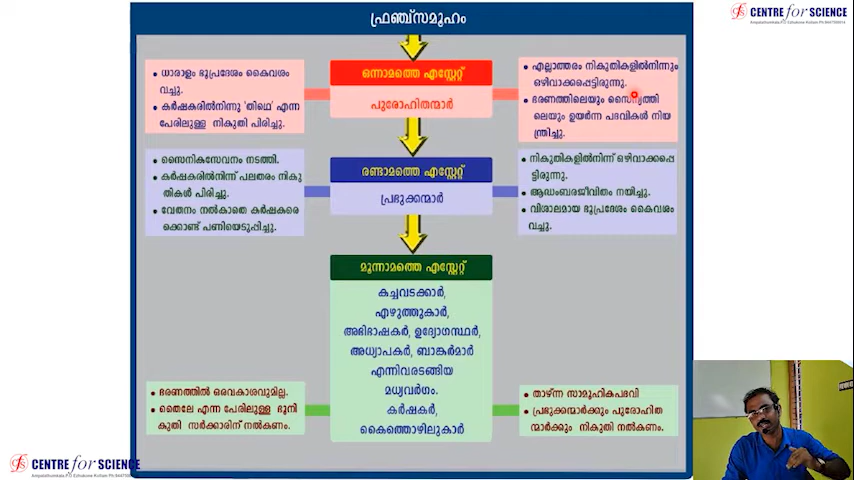 CENTRE for SCIENCE
ഫ്രഞ്ച് സമൂഹം
ഒന്നാമത്തെ എസ്റ്റേറ്റ്
പുരോഹിതന്മാർ
• ധാരാളം ഭൂപ്രദേശം കൈവശം
വച്ചു.
• കർഷകരിൽനിന്നു 'തിഥെ' എന്ന
പേരിലുള്ള നികുതി പിരിച്ചു.
• എല്ലാത്തരം നികുതികളിൽനിന്നും
ഒഴിവാക്കപ്പെട്ടിരുന്നു.
• ഭരണത്തിലെയും സൈന്യത്തി
ലെയും ഉയർന്ന പദവികൾ നിയ
ന്ത്രിച്ചു.
രണ്ടാമത്തെ എസ്റ്റേറ്റ്
പ്രഭുക്കന്മാർ
• സൈനികസേവനം നടത്തി.
• കർഷകരിൽനിന്ന് പലതരം നികു
തികൾ പിരിച്ചു.
• വേതനം നൽകാതെ കർഷകരെ
ക്കൊണ്ട് പണിയെടുപ്പിച്ചു.
• നികുതികളിൽനിന്ന് ഒഴിവാക്കപ്പെ
ട്ടിരുന്നു.
• ആഡംബരജീവിതം നയിച്ചു.
• വിശാലമായ ഭൂപ്രദേശം കൈവശം
വച്ചു.
മൂന്നാമത്തെ എസ്റ്റേറ്റ്
കച്ചവടക്കാർ,
എഴുത്തുകാർ,
അഭിഭാഷകർ, ഉദ്യോഗസ്ഥർ,
അധ്യാപകർ, ബാങ്കർമാർ
എന്നിവരടങ്ങിയ
മധ്യവർഗം.
കർഷകർ,
കൈത്തൊഴിലുകാർ
• ഭരണത്തിൽ ഒരവകാശവുമില്ല.
• തൈലേ എന്ന പേരിലുള്ള ഭൂനി
കുതി സർക്കാരിന് നൽകണം.
• താഴ്ന്ന സാമൂഹികപദവി
• പ്രഭുക്കന്മാർക്കും പുരോഹിത
ന്മാർക്കും നികുതി നൽകണം.
CENTRE for SCIENCE